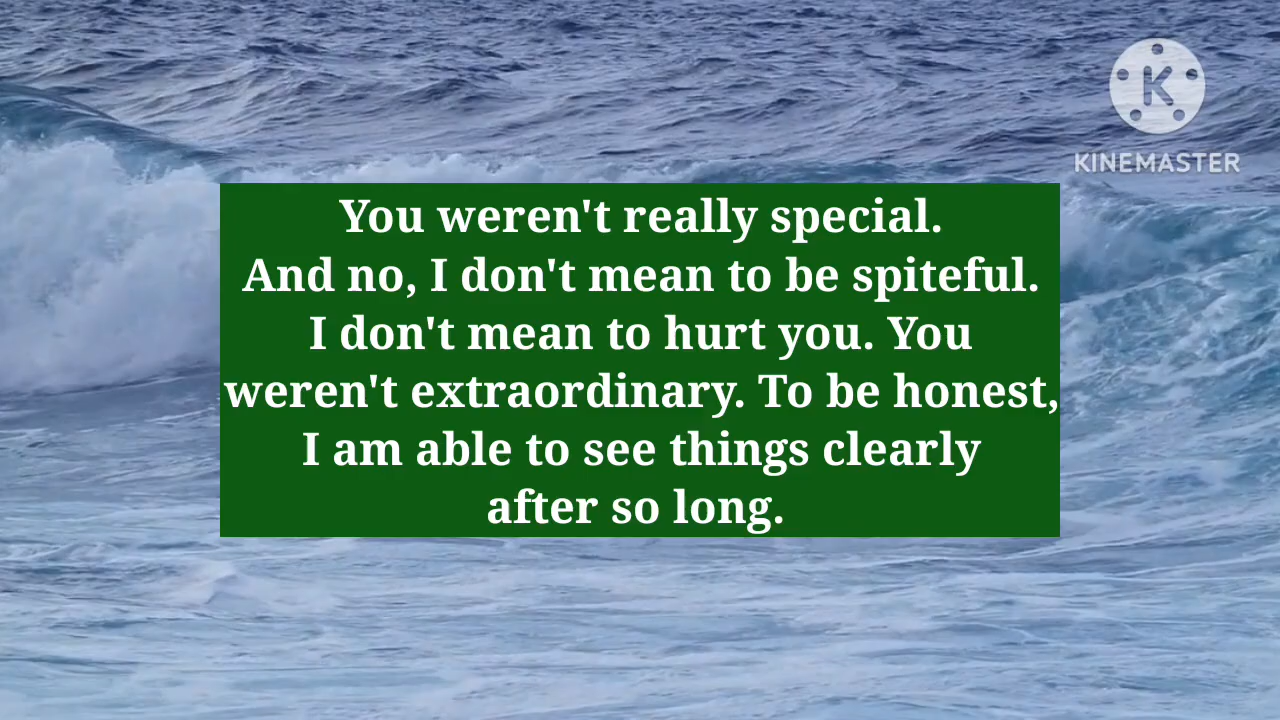 KINEMASTER
You weren't really special.
And no, I don't mean to be spiteful.
I don't mean to hurt you. You
weren't extraordinary. To be honest,
I am able to see things clearly
after so long.